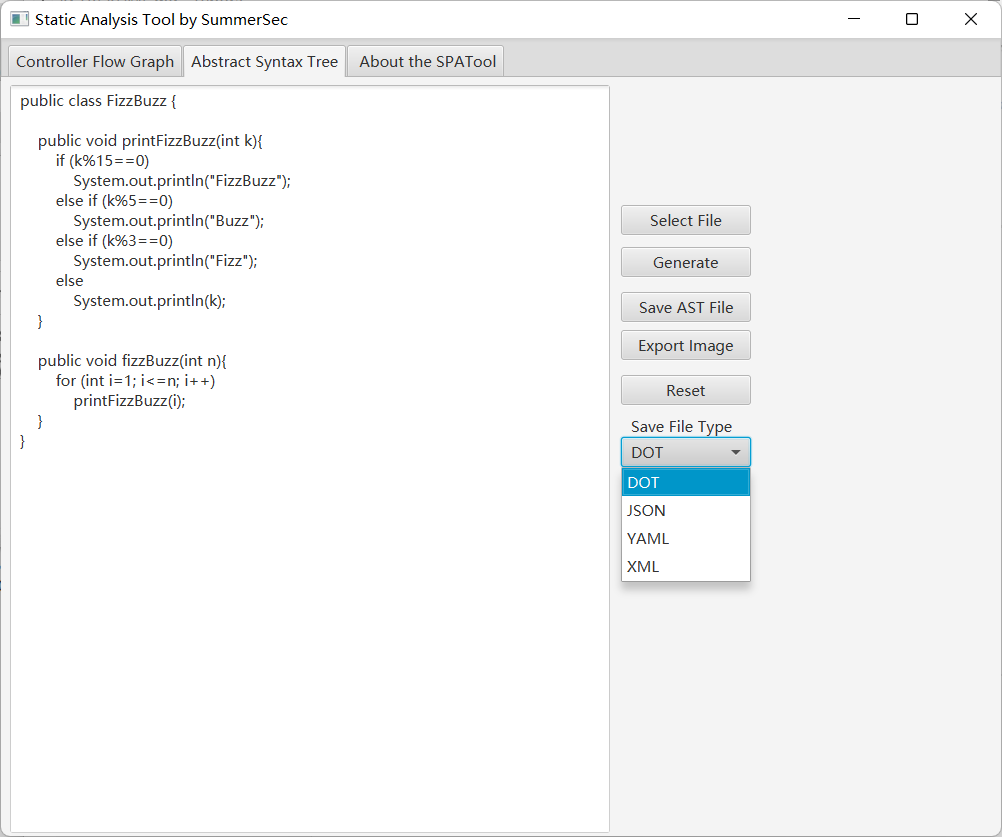 Static Analysis Tool by SummerSec
Controller Flow Graph
Abstract Syntax Tree
About the SPATool
public class FizzBuzz {
public void printFizzBuzz(int k){
if (k%15==0)
System.out.println("FizzBuzz");
else if (k%5==0)
System.out.println("Buzz");
else if (k%3==0)
System.out.println("Fizz");
else
System.out.println(k);
}
public void fizzBuzz(int n){
for (int i=1; i<=n; i++)
printFizzBuzz(i);
}
}
Select File
Generate
Save AST File
Export Image
Reset
Save File Type
DOT
DOT
JSON
YAML
XML